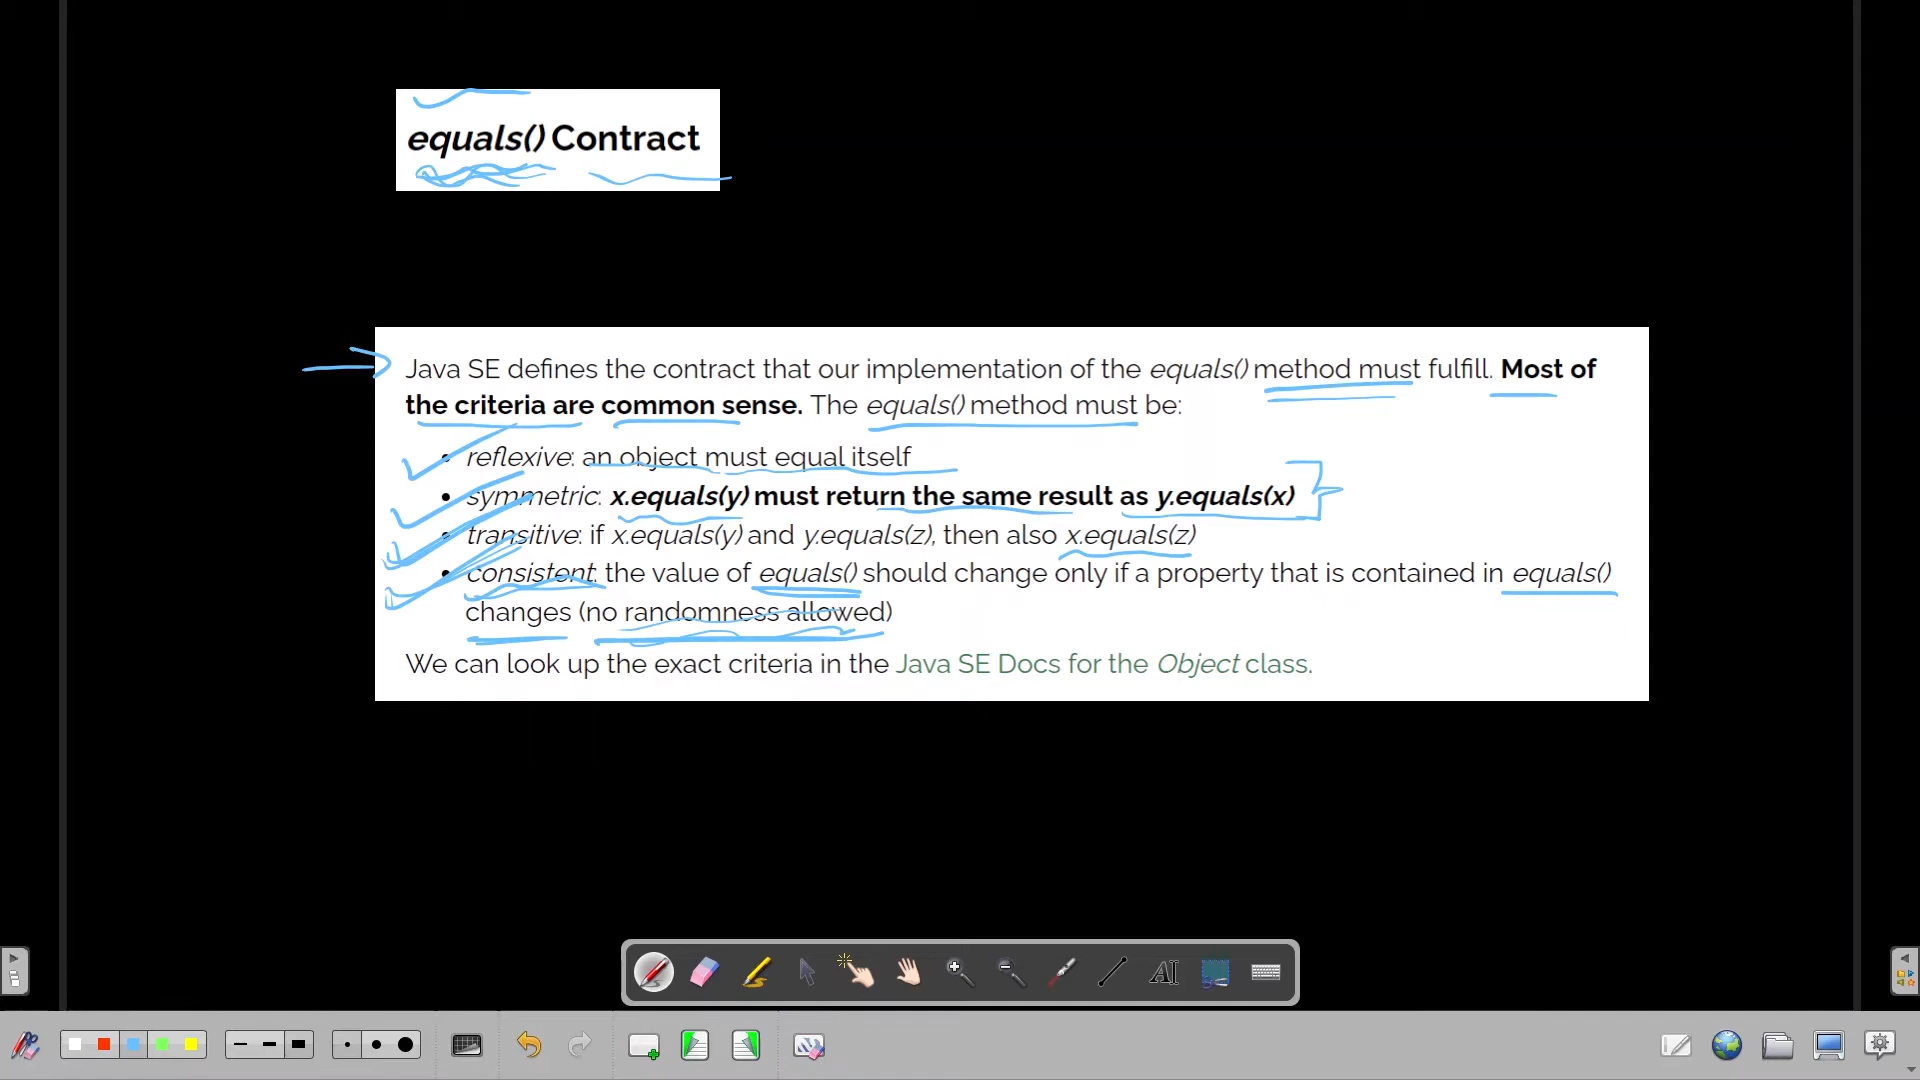 equals() Contract
Java SE defines the contract that our implementation of the equals() method must fulfill. Most of
the criteria are common sense. The equals() method must be:
• reflexive: an object must equal itself
• symmetric: x.equals(y) must return the same result as y.equals(x)
• transitive: if x.equals(y) and y.equals(z), then also x.equals(z)
• consistent: the value of equals() should change only if a property that is contained in equals()
changes (no randomness allowed)
We can look up the exact criteria in the Java SE Docs for the Object class.
AI